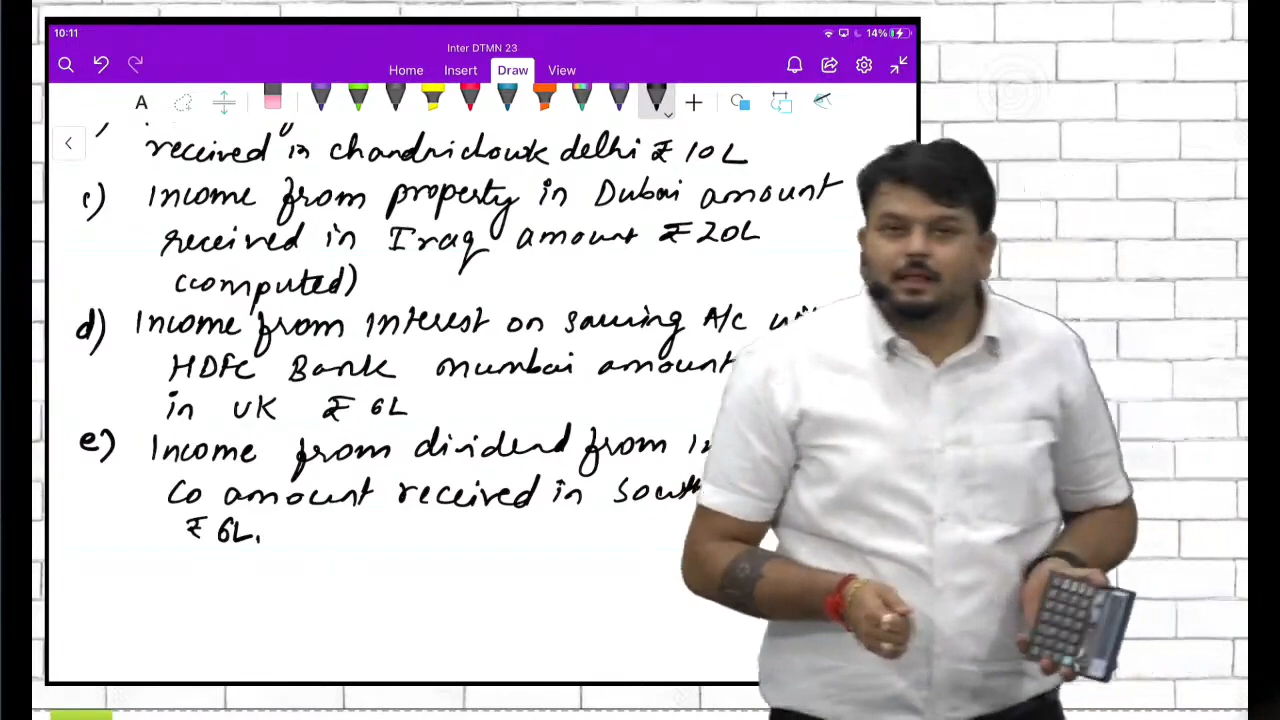 10:11
14%
Inter DTMN 23
Home Insert Draw View
A
received in chandnichowk delhi ₹ 10L
c) Income from property in Dubai amount
received in Iraq amount ₹ 20L
(computed)
d) Income from interest on saving A/c
HDFC Bank mumbai amount
in UK ₹ 6L
e) Income from dividend from
Co amount received in
₹ 6L.